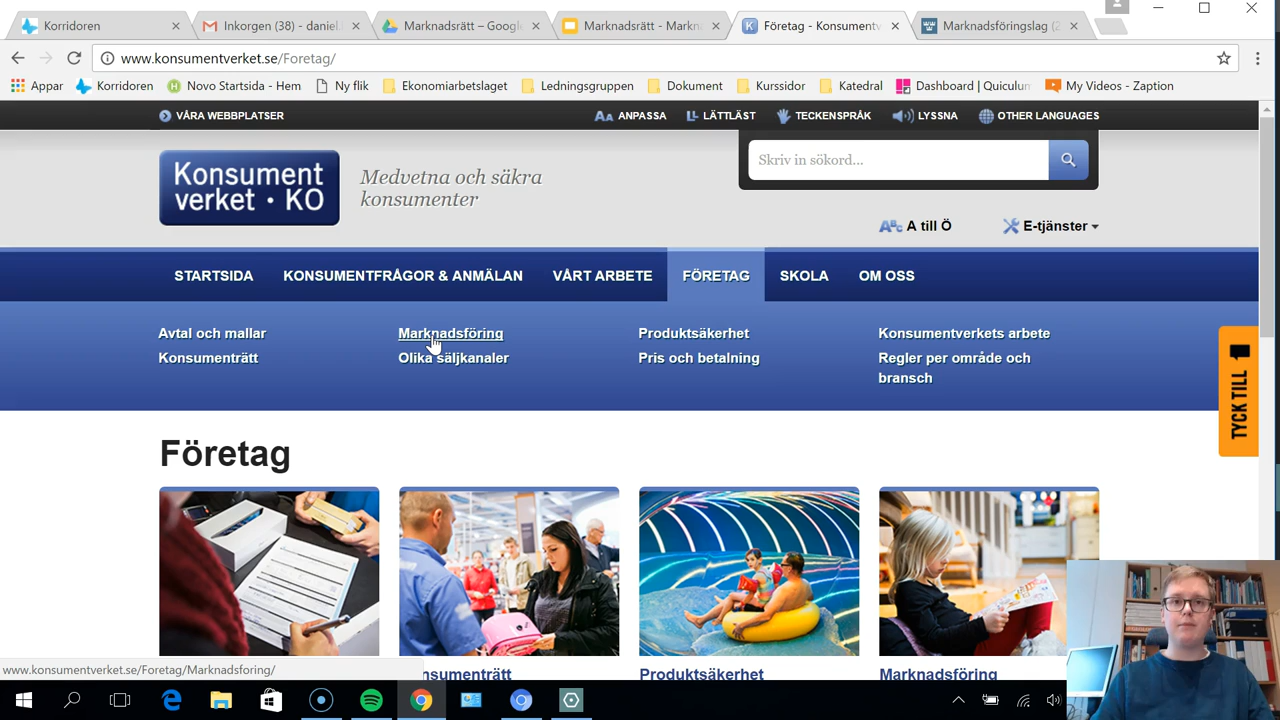 Korridoren
Inkorgen (38) - daniel.
Marknadsrätt – Google
Marknadsrätt - Markn
Företag - Konsumentv
Marknadsföringslag (2
www.konsumentverket.se/Foretag/
Appar
Korridoren
Novo Startsida - Hem
Ny flik
Ekonomiarbetslaget
Ledningsgruppen
Dokument
Kurssidor
Katedral
Dashboard | Quiculum
My Videos - Zaption
VÅRA WEBBPLATSER
ANPASSA
LÄTTLÄST
TECKENSPRÅK
LYSSNA
OTHER LANGUAGES
Konsument
verket • KO
Medvetna och säkra
konsumenter
Skriv in sökord...
A till Ö
E-tjänster
STARTSIDA
KONSUMENTFRÅGOR & ANMÄLAN
VÅRT ARBETE
FÖRETAG
SKOLA
OM OSS
Avtal och mallar
Marknadsföring
Produktsäkerhet
Konsumentverkets arbete
Konsumenträtt
Olika säljkanaler
Pris och betalning
Regler per område och
bransch
TYCK TILL
Företag
nsumenträtt
Produktsäkerhet
Marknadsföring
www.konsumentverket.se/Foretag/Marknadsforing/